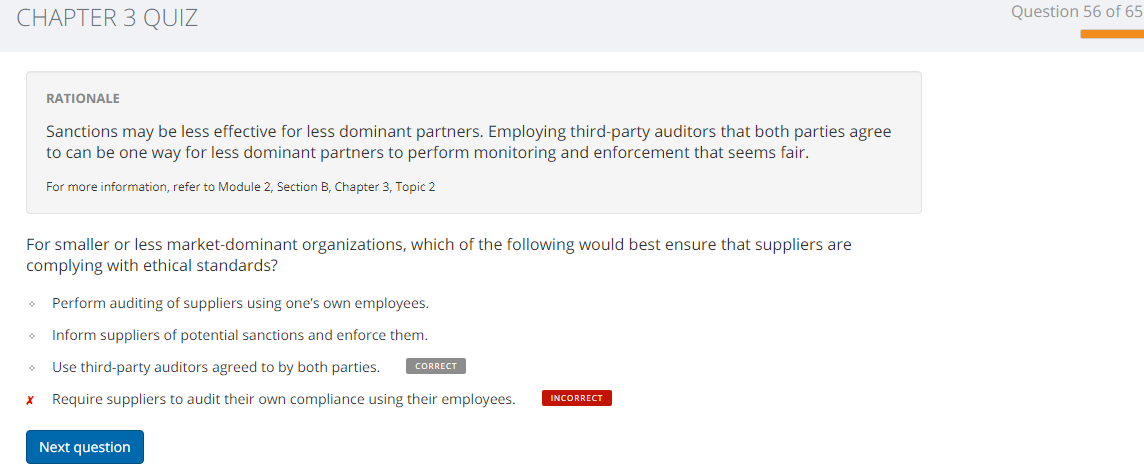 CHAPTER 3 QUIZ
Question 56 of 65
RATIONALE
Sanctions may be less effective for less dominant partners. Employing third-party auditors that both parties agree
to can be one way for less dominant partners to perform monitoring and enforcement that seems fair.
For more information, refer to Module 2, Section B, Chapter 3, Topic 2
For smaller or less market-dominant organizations, which of the following would best ensure that suppliers are
complying with ethical standards?
Perform auditing of suppliers using one's own employees.
Inform suppliers of potential sanctions and enforce them.
Use third-party auditors agreed to by both parties. CORRECT
✗ Require suppliers to audit their own compliance using their employees. INCORRECT
Next question